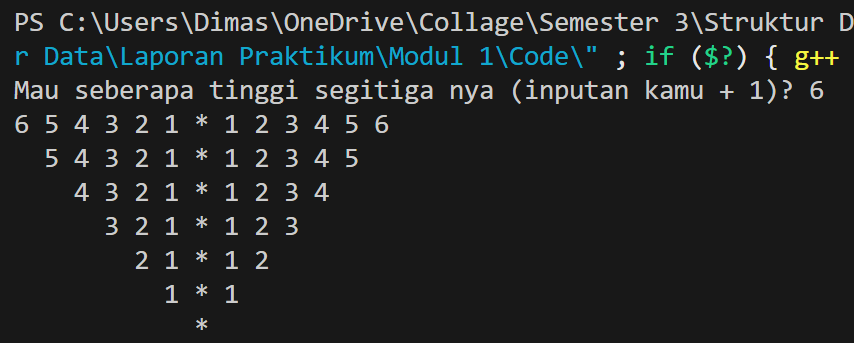 PS C:\Users\Dimas\OneDrive\Collage\Semester 3\Struktur D
r Data\Laporan Praktikum\Modul 1\Code\" ; if ($?) { g++
Mau seberapa tinggi segitiga nya (inputan kamu + 1)? 6
6 5 4 3 2 1 * 1 2 3 4 5 6
  5 4 3 2 1 * 1 2 3 4 5
    4 3 2 1 * 1 2 3 4
      3 2 1 * 1 2 3
        2 1 * 1 2
          1 * 1
            *